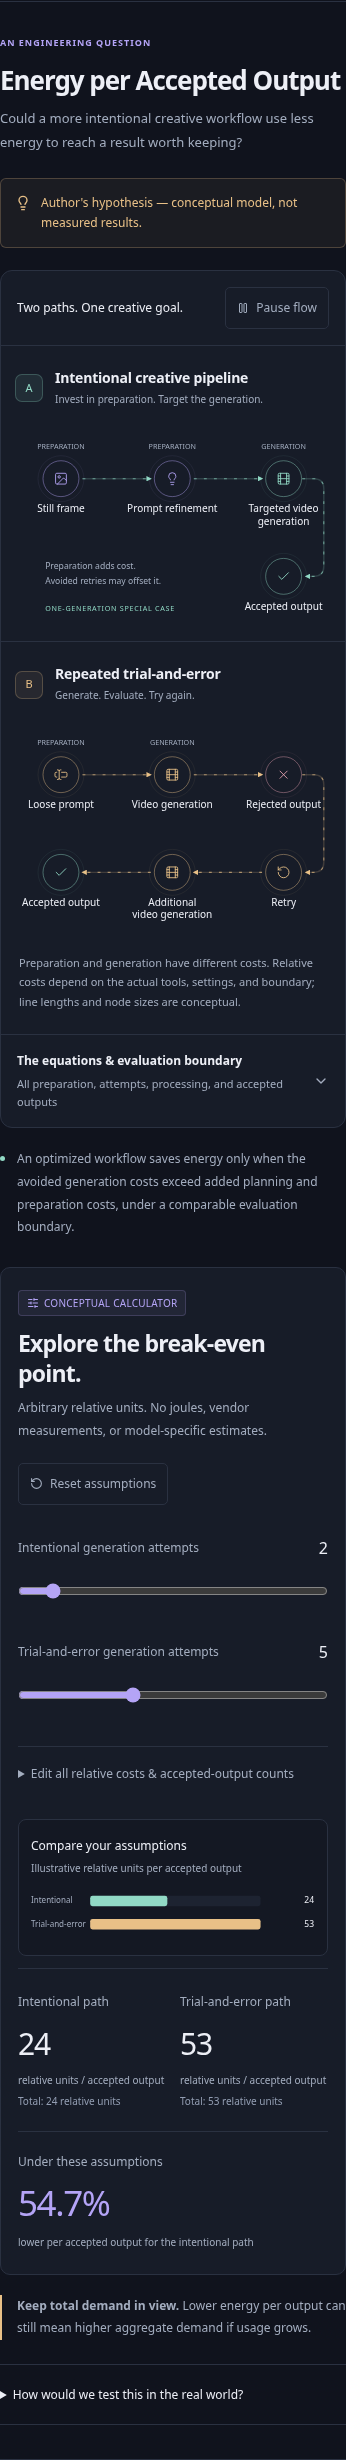 AN ENGINEERING QUESTION
Energy per Accepted Output
Could a more intentional creative workflow use less
energy to reach a result worth keeping?
Author's hypothesis — conceptual model, not
measured results.
Two paths. One creative goal.
Pause flow
A
Intentional creative pipeline
Invest in preparation. Target the generation.
PREPARATION
PREPARATION
GENERATION
Still frame
Prompt refinement
Targeted video
generation
Preparation adds cost.
Avoided retries may offset it.
ONE-GENERATION SPECIAL CASE
Accepted output
B
Repeated trial-and-error
Generate. Evaluate. Try again.
PREPARATION
GENERATION
Loose prompt
Video generation
Rejected output
Accepted output
Additional
video generation
Retry
Preparation and generation have different costs. Relative
costs depend on the actual tools, settings, and boundary;
line lengths and node sizes are conceptual.
The equations & evaluation boundary
All preparation, attempts, processing, and accepted
outputs
An optimized workflow saves energy only when the
avoided generation costs exceed added planning and
preparation costs, under a comparable evaluation
boundary.
CONCEPTUAL CALCULATOR
Explore the break-even
point.
Arbitrary relative units. No joules, vendor
measurements, or model-specific estimates.
Reset assumptions
Intentional generation attempts
2
Trial-and-error generation attempts
5
Edit all relative costs & accepted-output counts
Compare your assumptions
Illustrative relative units per accepted output
Intentional
24
Trial-and-error
53
Intentional path
24
relative units / accepted output
Total: 24 relative units
Trial-and-error path
53
relative units / accepted output
Total: 53 relative units
Under these assumptions
54.7%
lower per accepted output for the intentional path
Keep total demand in view. Lower energy per output can
still mean higher aggregate demand if usage grows.
How would we test this in the real world?